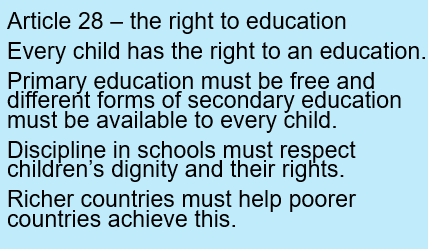 Article 28 – the right to education
Every child has the right to an education.
Primary education must be free and
different forms of secondary education
must be available to every child.
Discipline in schools must respect
children’s dignity and their rights.
Richer countries must help poorer
countries achieve this.